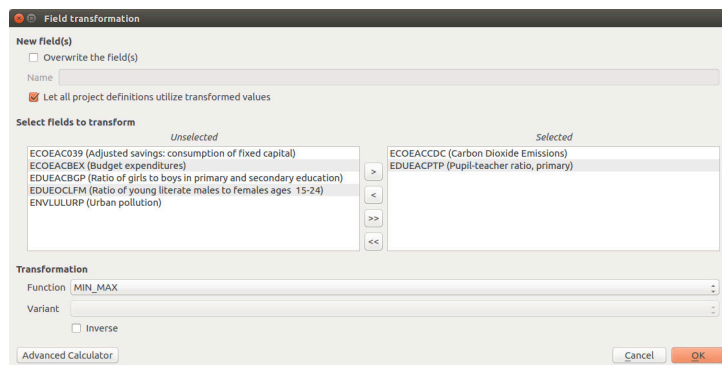 Field transformation
New field(s)
Overwrite the field(s)
Name
Let all project definitions utilize transformed values
Select fields to transform
Unselected
Selected
ECOEAC039 (Adjusted savings: consumption of fixed capital)
ECOEACBEX (Budget expenditures)
EDUEACBGP (Ratio of girls to boys in primary and secondary education)
EDUEOCLFM (Ratio of young literate males to females ages 15-24)
ENVLULURP (Urban pollution)
>
<
>>
<<
ECOEACCDC (Carbon Dioxide Emissions)
EDUEACPTP (Pupil-teacher ratio, primary)
Transformation
Function MIN_MAX
Variant
Inverse
Advanced Calculator
Cancel
OK